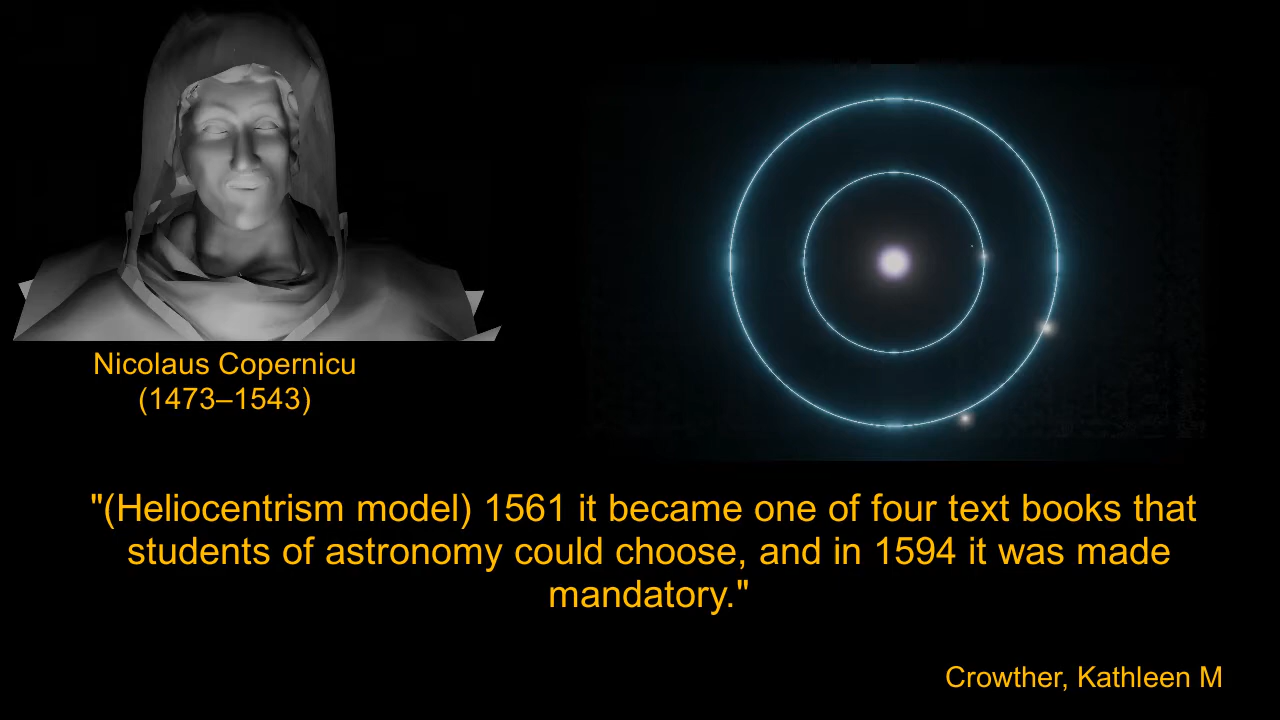 Nicolaus Copernicu
(1473–1543)
"(Heliocentrism model) 1561 it became one of four text books that
students of astronomy could choose, and in 1594 it was made
mandatory."
Crowther, Kathleen M